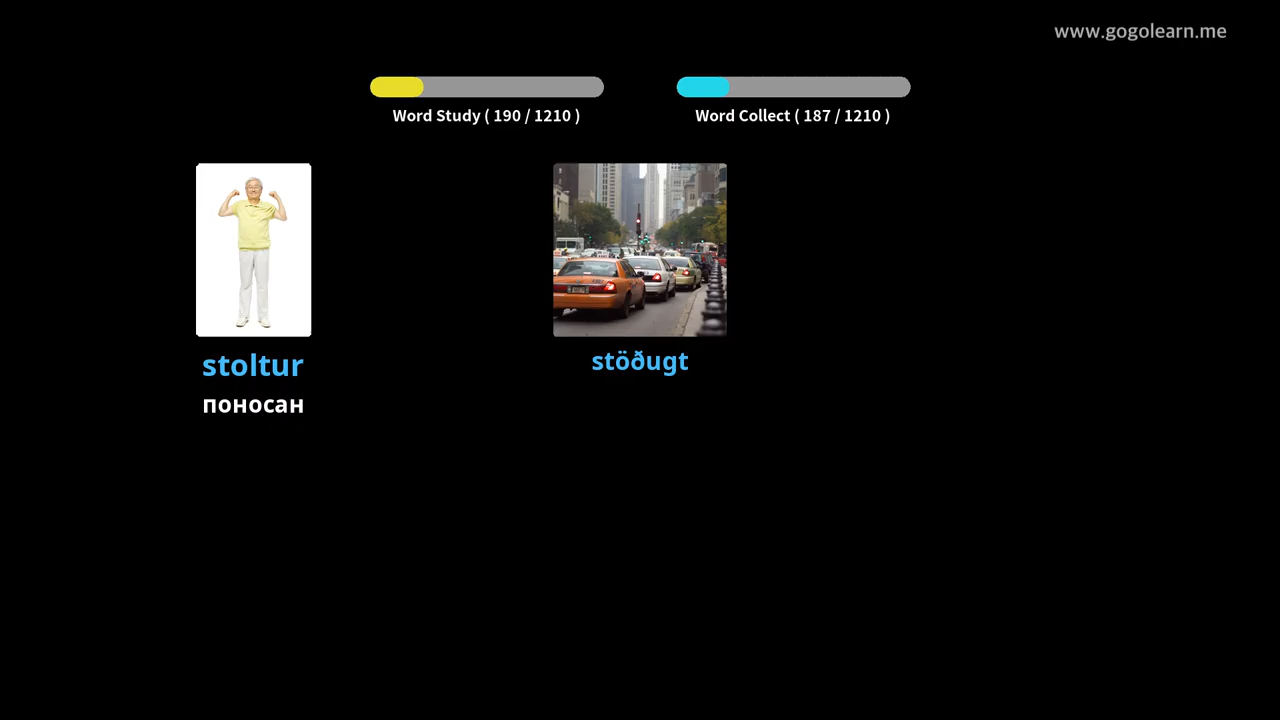 www.gogolearn.me
Word Study ( 190 / 1210 )
Word Collect ( 187 / 1210 )
stoltur
поносан
stöðugt